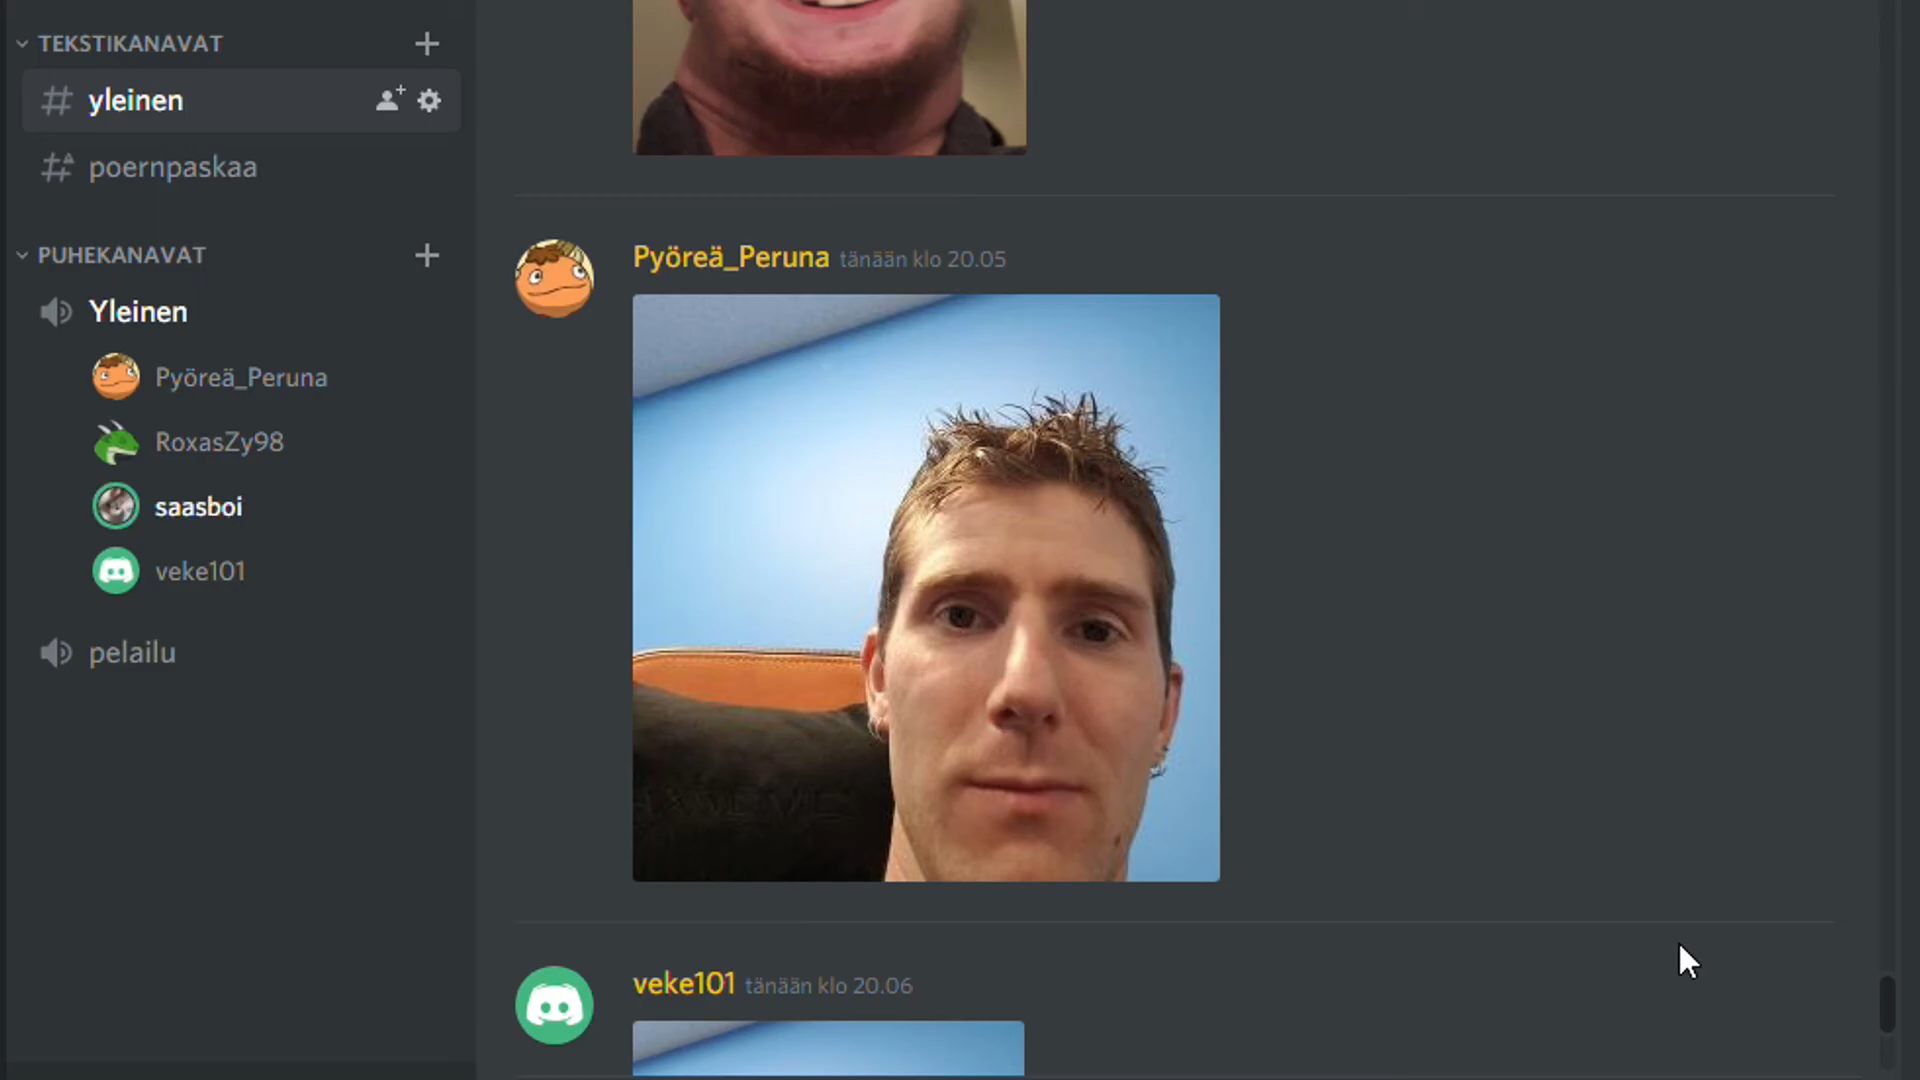 TEKSTIKANAVAT
yleinen
poernpaskaa
PUHEKANAVAT
Yleinen
Pyöreä_Peruna
RoxasZy98
saasboi
veke101
pelailu
Pyöreä_Peruna tänään klo 20.05
veke101 tänään klo 20.06